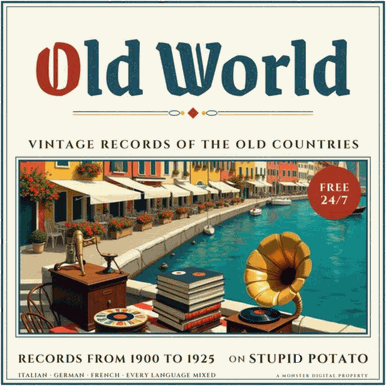 Old World
VINTAGE RECORDS OF THE OLD COUNTRIES
FREE
24/7
RECORDS FROM 1900 TO 1925 ON STUPID POTATO
ITALIAN · GERMAN · FRENCH · EVERY LANGUAGE MIXED
A MONSTER DIGITAL PROPERTY